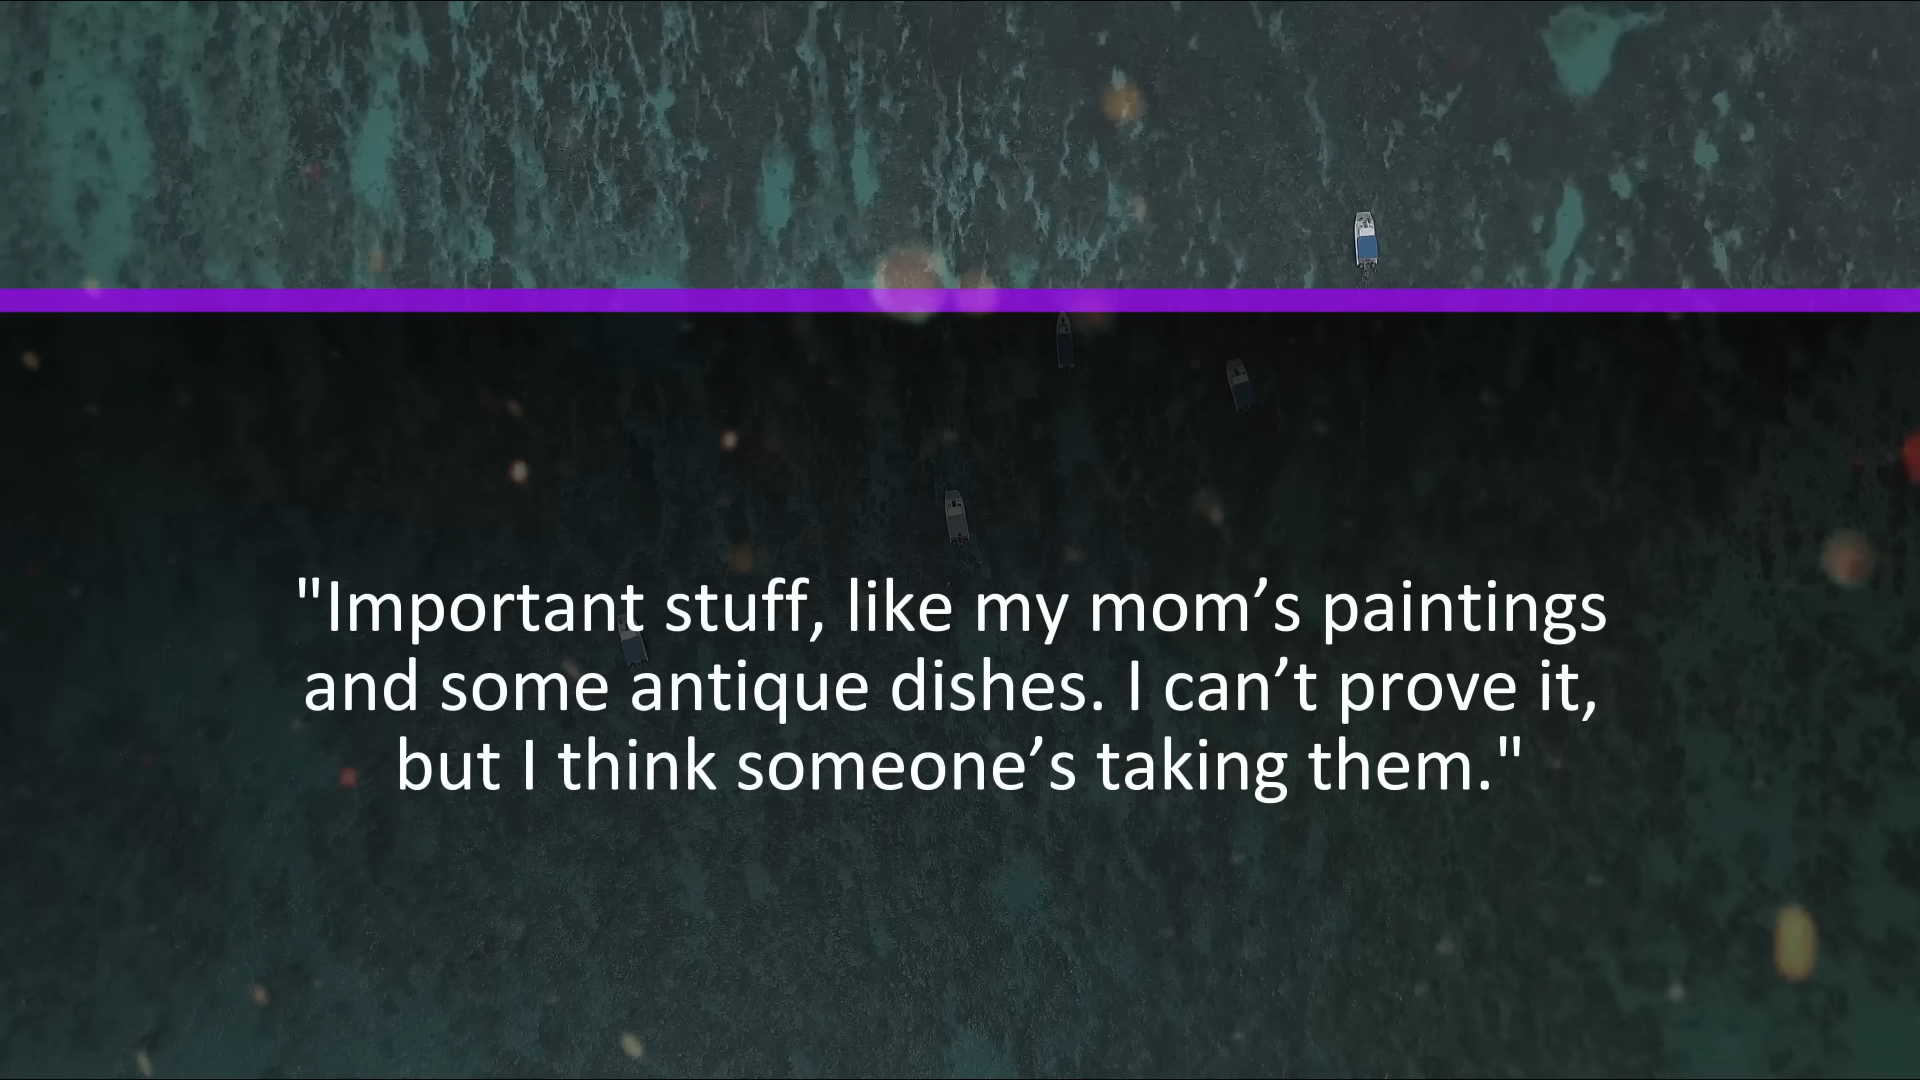 "Important stuff, like my mom’s paintings
and some antique dishes. I can’t prove it,
but I think someone’s taking them."